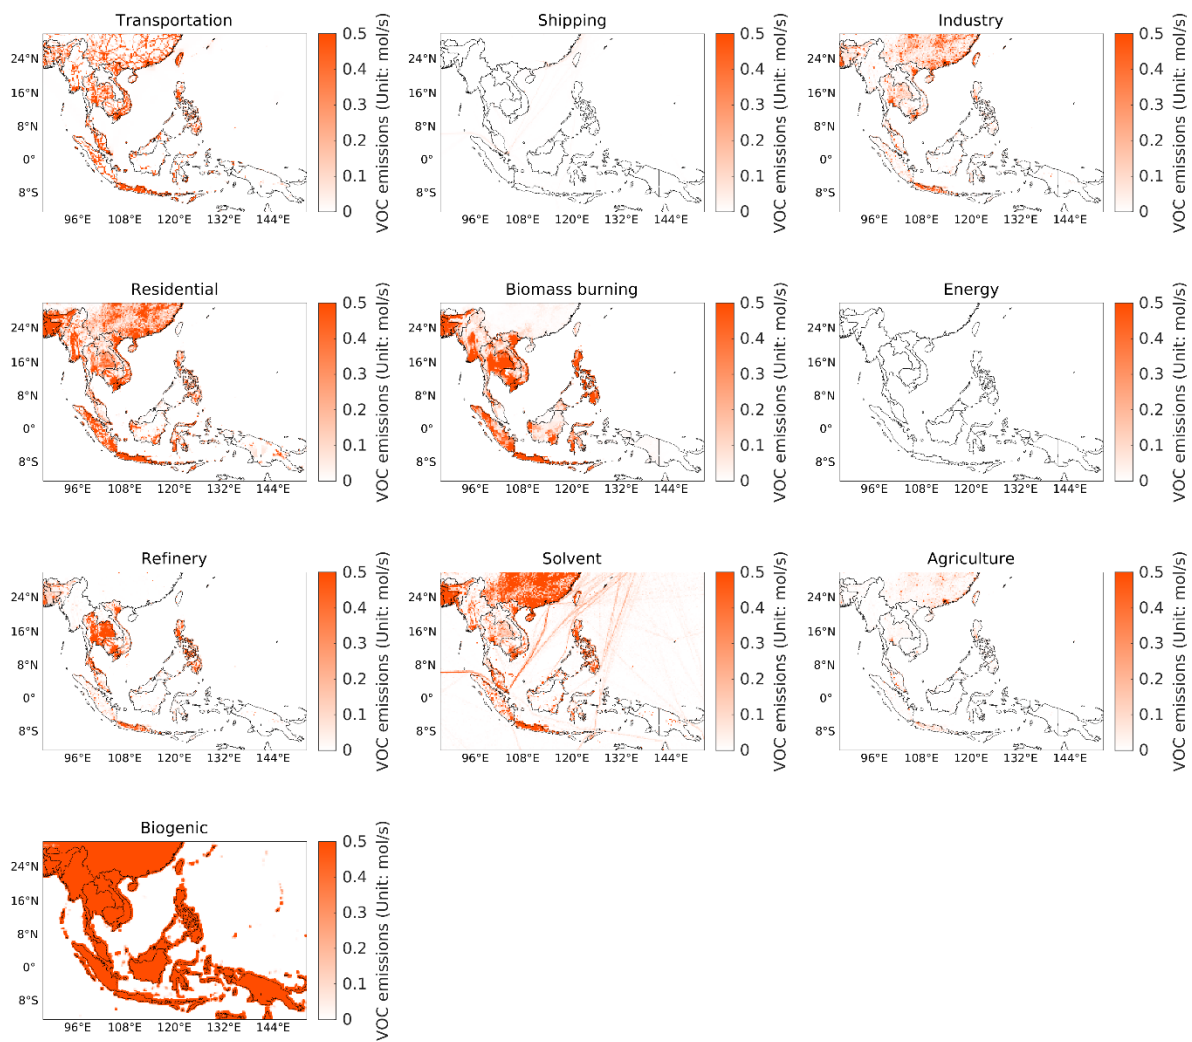 Transportation
Shipping
Industry
24°N
16°N
8°N
0°
8°S
96°E 108°E 120°E 132°E 144°E
0.5
0.4
0.3
0.2
0.1
0
VOC emissions (Unit: mol/s)
24°N
16°N
8°N
0°
8°S
96°E 108°E 120°E 132°E 144°E
0.5
0.4
0.3
0.2
0.1
0
VOC emissions (Unit: mol/s)
24°N
16°N
8°N
0°
8°S
96°E 108°E 120°E 132°E 144°E
0.5
0.4
0.3
0.2
0.1
0
VOC emissions (Unit: mol/s)
Residential
Biomass burning
Energy
24°N
16°N
8°N
0°
8°S
96°E 108°E 120°E 132°E 144°E
0.5
0.4
0.3
0.2
0.1
0
VOC emissions (Unit: mol/s)
24°N
16°N
8°N
0°
8°S
96°E 108°E 120°E 132°E 144°E
0.5
0.4
0.3
0.2
0.1
0
VOC emissions (Unit: mol/s)
24°N
16°N
8°N
0°
8°S
96°E 108°E 120°E 132°E 144°E
0.5
0.4
0.3
0.2
0.1
0
VOC emissions (Unit: mol/s)
Refinery
Solvent
Agriculture
24°N
16°N
8°N
0°
8°S
96°E 108°E 120°E 132°E 144°E
0.5
0.4
0.3
0.2
0.1
0
VOC emissions (Unit: mol/s)
24°N
16°N
8°N
0°
8°S
96°E 108°E 120°E 132°E 144°E
0.5
0.4
0.3
0.2
0.1
0
VOC emissions (Unit: mol/s)
24°N
16°N
8°N
0°
8°S
96°E 108°E 120°E 132°E 144°E
0.5
0.4
0.3
0.2
0.1
0
VOC emissions (Unit: mol/s)
Biogenic
24°N
16°N
8°N
0°
8°S
96°E 108°E 120°E 132°E 144°E
0.5
0.4
0.3
0.2
0.1
0
VOC emissions (Unit: mol/s)